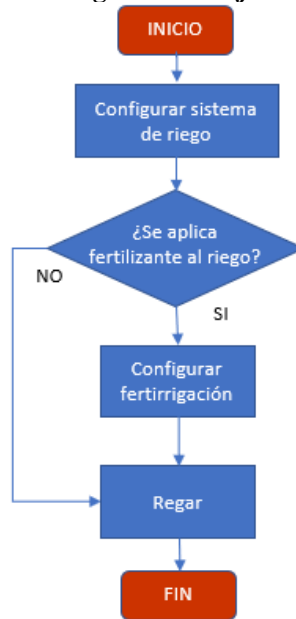 INICIO
Configurar sistema
de riego
¿Se aplica
fertilizante al riego?
NO
SI
Configurar
fertirrigación
Regar
FIN